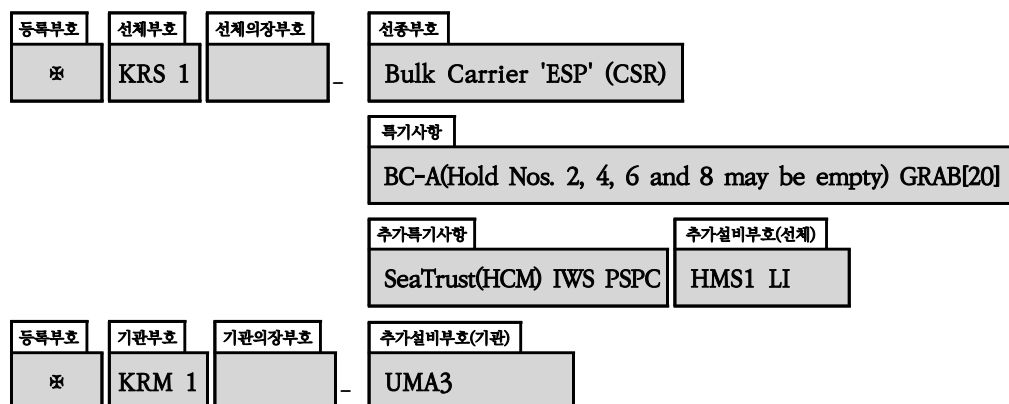 등록부호 선체부호 선체의장부호 선종부호
✠ KRS 1 - Bulk Carrier 'ESP' (CSR)
특기사항
BC-A(Hold Nos. 2, 4, 6 and 8 may be empty) GRAB[20]
추가특기사항 추가설비부호(선체)
SeaTrust(HCM) IWS PSPC HMS1 LI
등록부호 기관부호 기관의장부호 추가설비부호(기관)
✠ KRM 1 - UMA3